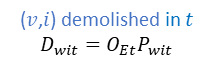 (v,i) demolished in t
D_wit = O_Et P_wit